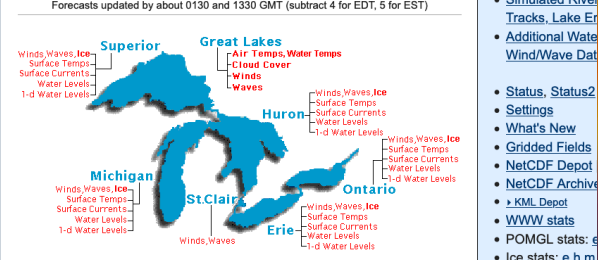 Forecasts updated by about 0130 and 1330 GMT (subtract 4 for EDT, 5 for EST)
Superior
Winds,Waves,Ice
Surface Temps
Surface Currents
Water Levels
1-d Water Levels
Great Lakes
Air Temps, Water Temps
Cloud Cover
Winds
Waves
Huron
Winds,Waves,Ice
Surface Temps
Surface Currents
Water Levels
1-d Water Levels
Ontario
Winds,Waves,Ice
Surface Temps
Surface Currents
Water Levels
1-d Water Levels
Michigan
Winds,Waves,Ice
Surface Temps
Surface Currents
Water Levels
1-d Water Levels
St.Clair
Winds,Waves
Erie
Winds,Waves,Ice
Surface Temps
Surface Currents
Water Levels
1-d Water Levels
Tracks, Lake Er
Additional Wate
Wind/Wave Dat
Status, Status2
Settings
What's New
Gridded Fields
NetCDF Depot
NetCDF Archive
KML Depot
WWW stats
POMGL stats: e
Ice stats: e h m